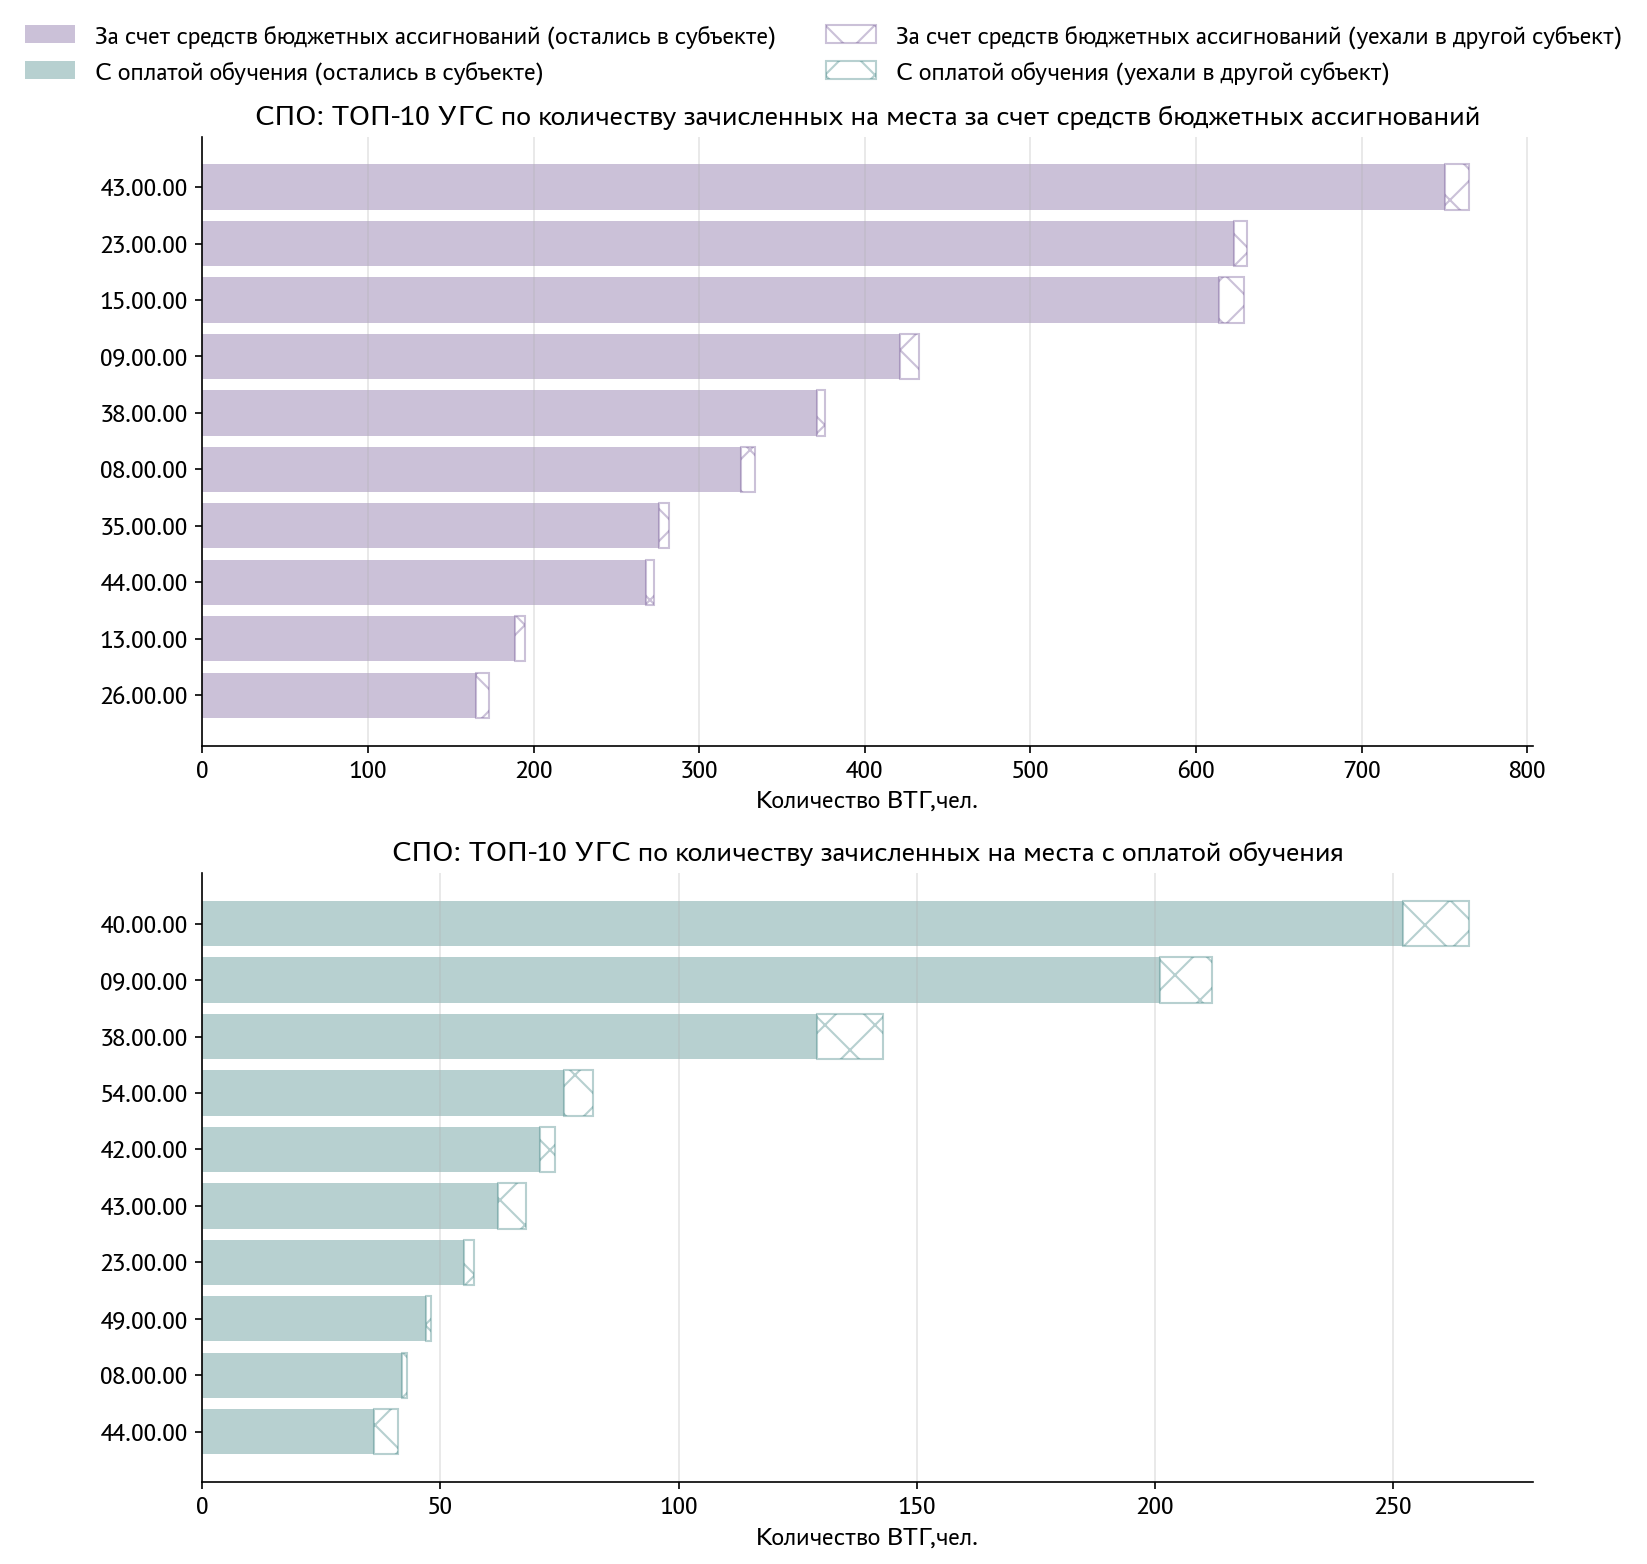 За счет средств бюджетных ассигнований (остались в субъекте)
За счет средств бюджетных ассигнований (уехали в другой субъект)
С оплатой обучения (остались в субъекте)
С оплатой обучения (уехали в другой субъект)
СПО: ТОП-10 УГС по количеству зачисленных на места за счет средств бюджетных ассигнований
43.00.00
23.00.00
15.00.00
09.00.00
38.00.00
08.00.00
35.00.00
44.00.00
13.00.00
26.00.00
0 100 200 300 400 500 600 700 800
Количество ВТГ,чел.
СПО: ТОП-10 УГС по количеству зачисленных на места с оплатой обучения
40.00.00
09.00.00
38.00.00
54.00.00
42.00.00
43.00.00
23.00.00
49.00.00
08.00.00
44.00.00
0 50 100 150 200 250
Количество ВТГ,чел.